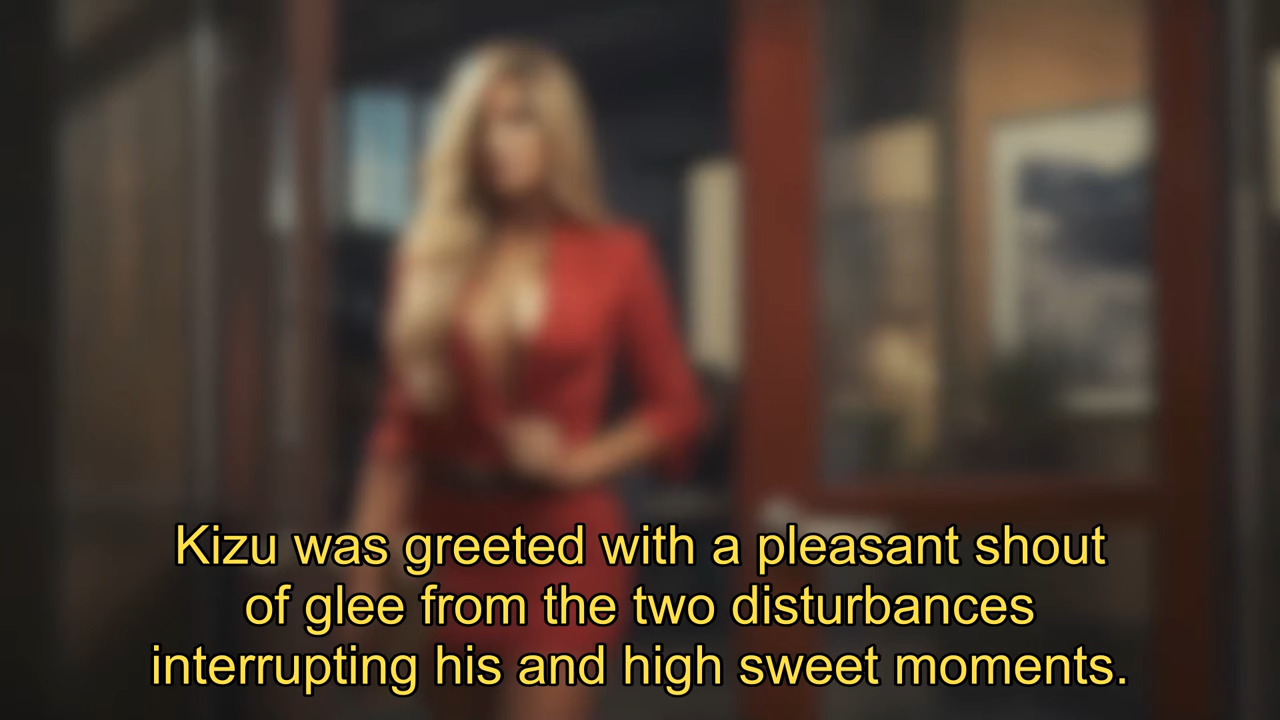 Kizu was greeted with a pleasant shout
of glee from the two disturbances
interrupting his and high sweet moments.